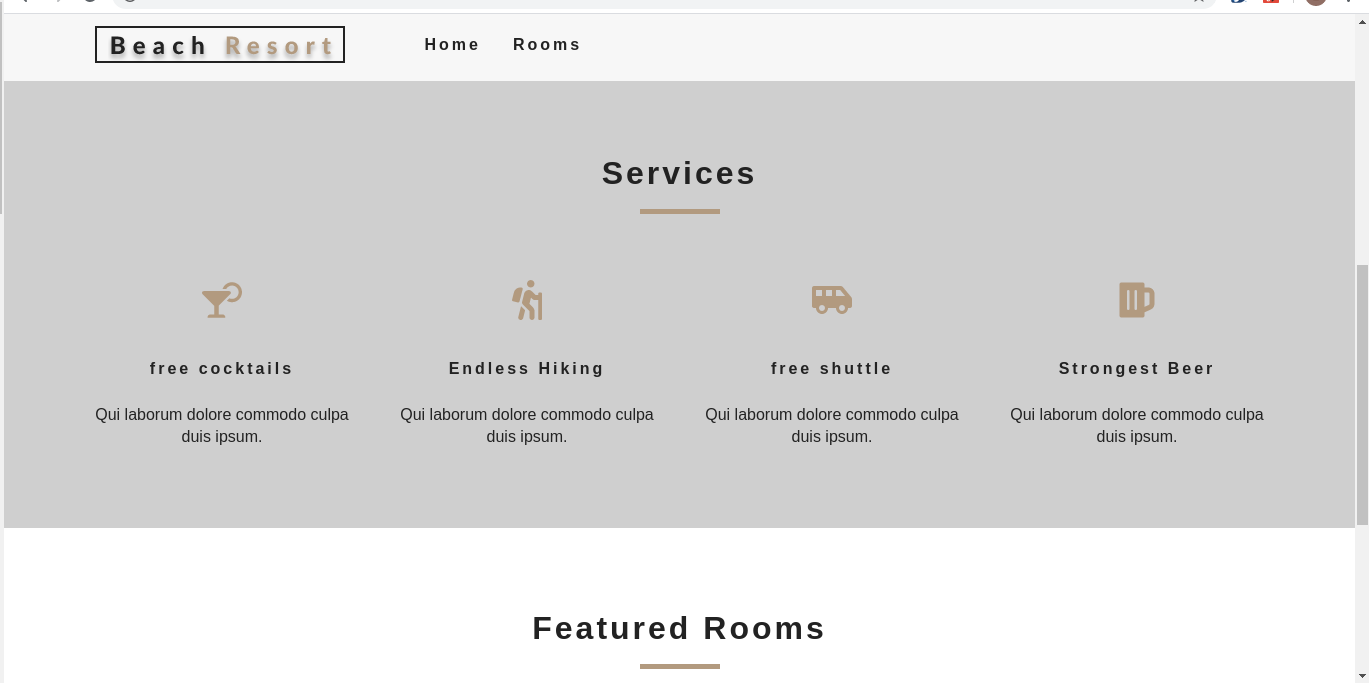 Beach Resort
Home Rooms
Services
free cocktails
Endless Hiking
free shuttle
Strongest Beer
Qui laborum dolore commodo culpa
duis ipsum.
Qui laborum dolore commodo culpa
duis ipsum.
Qui laborum dolore commodo culpa
duis ipsum.
Qui laborum dolore commodo culpa
duis ipsum.
Featured Rooms